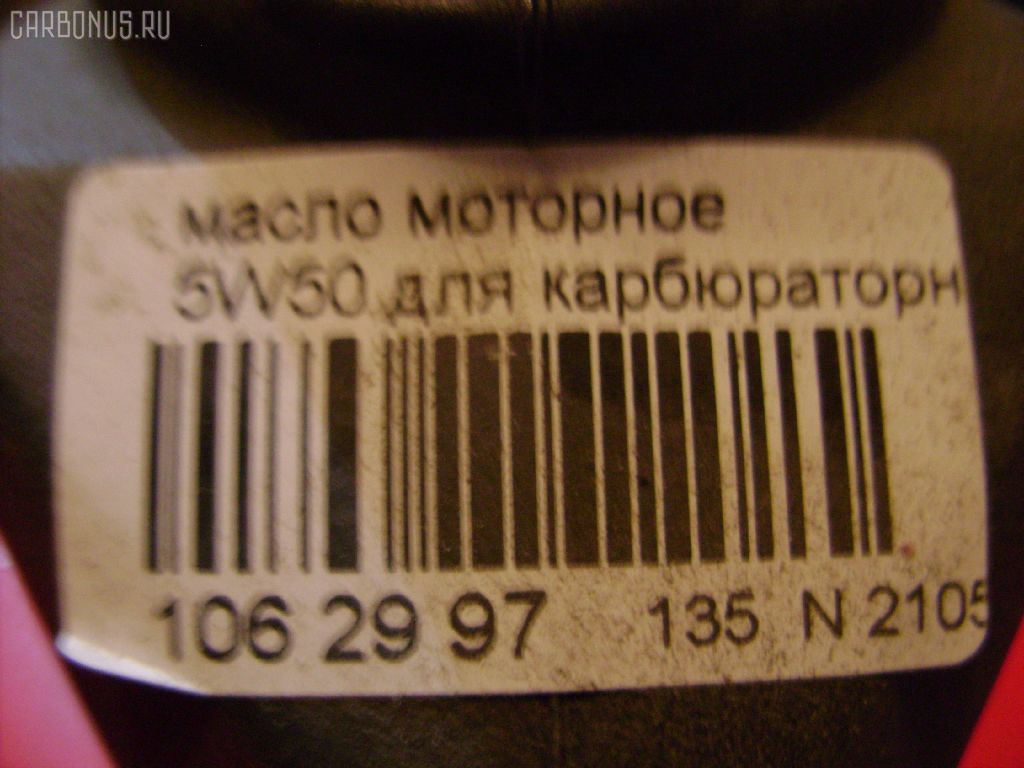 CARBONUS.RU
масло моторное
5W50 для карбюраторн
106 29 97 135 N 2105